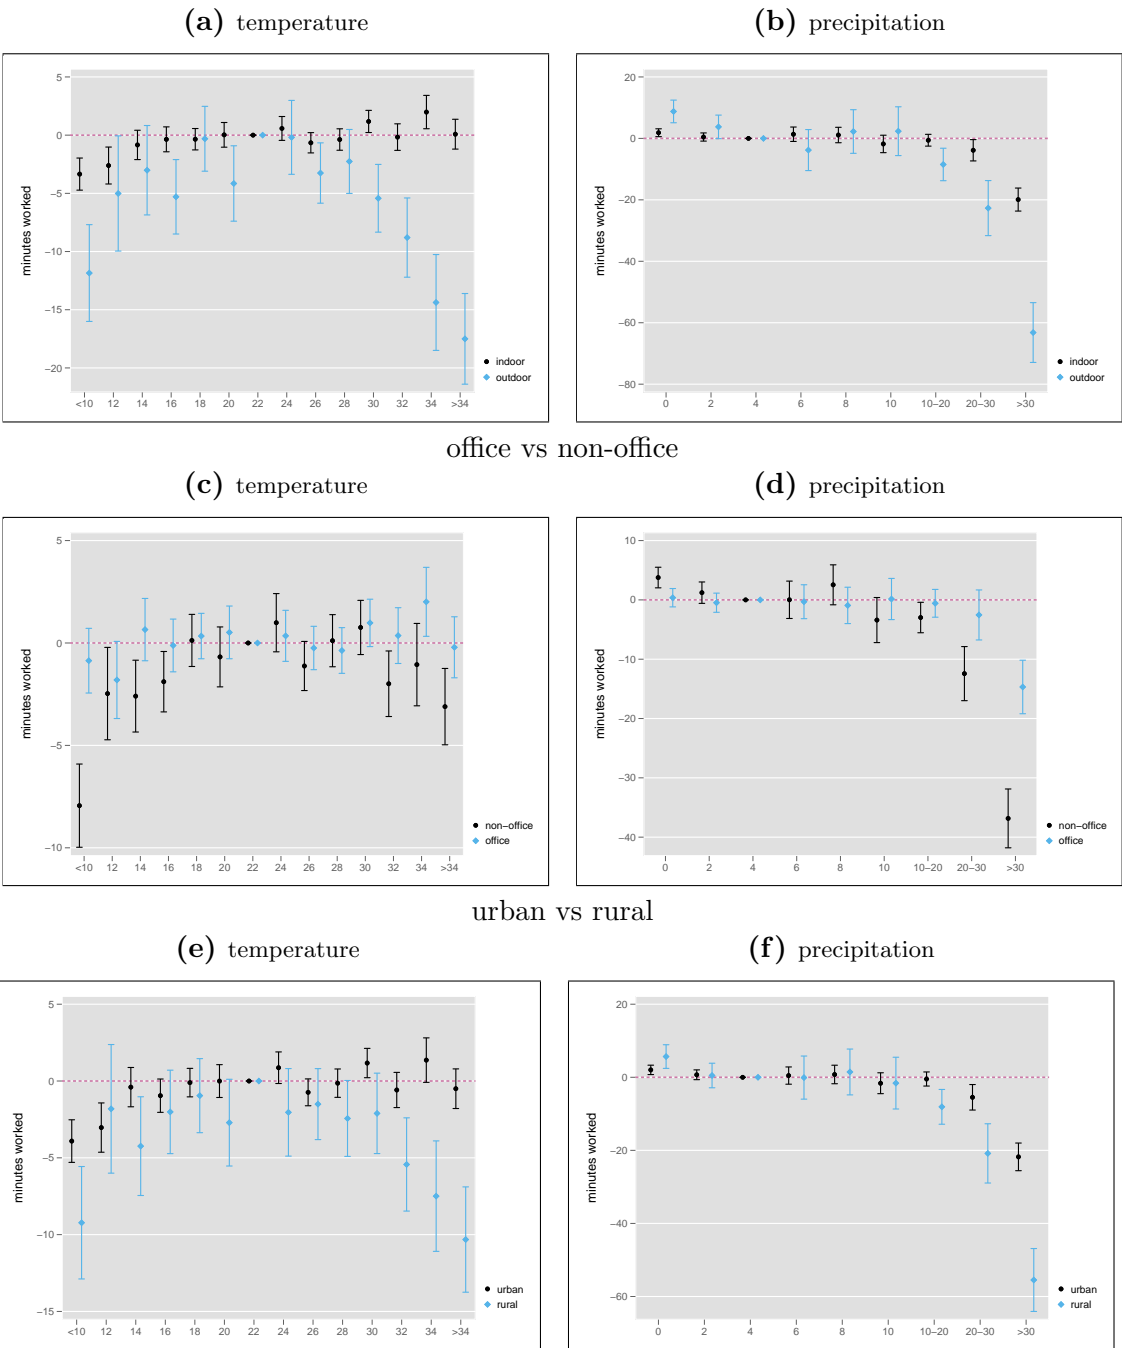 (a) temperature
(b) precipitation
5
0
−5
−10
−15
−20
minutes worked
<10 12 14 16 18 20 22 24 26 28 30 32 34 >34
indoor
outdoor
20
0
−20
−40
−60
−80
minutes worked
0 2 4 6 8 10 10−20 20−30 >30
indoor
outdoor
office vs non-office
(c) temperature
(d) precipitation
5
0
−5
−10
minutes worked
<10 12 14 16 18 20 22 24 26 28 30 32 34 >34
non−office
office
10
0
−10
−20
−30
−40
minutes worked
0 2 4 6 8 10 10−20 20−30 >30
non−office
office
urban vs rural
(e) temperature
(f) precipitation
5
0
−5
−10
−15
minutes worked
<10 12 14 16 18 20 22 24 26 28 30 32 34 >34
urban
rural
20
0
−20
−40
−60
minutes worked
0 2 4 6 8 10 10−20 20−30 >30
urban
rural